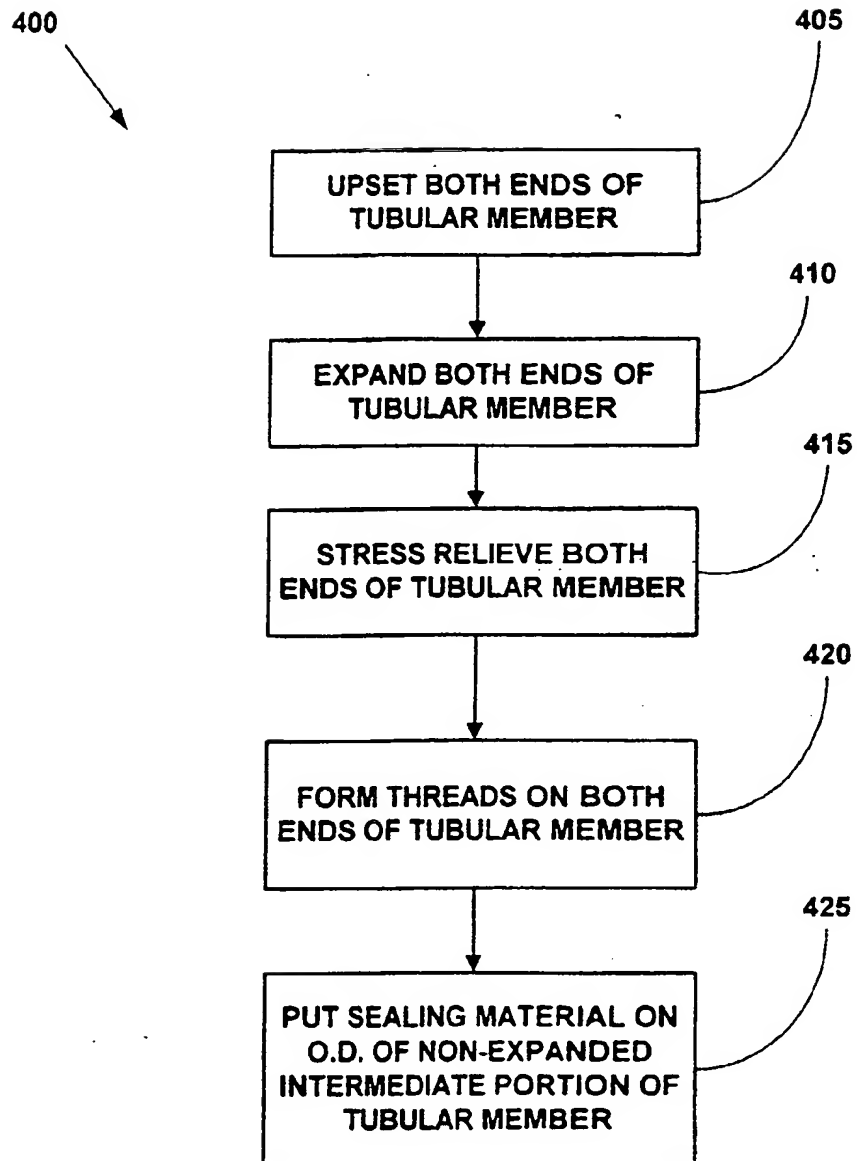 400
405
UPSET BOTH ENDS OF
TUBULAR MEMBER
410
EXPAND BOTH ENDS OF
TUBULAR MEMBER
415
STRESS RELIEVE BOTH
ENDS OF TUBULAR MEMBER
420
FORM THREADS ON BOTH
ENDS OF TUBULAR MEMBER
425
PUT SEALING MATERIAL ON
O.D. OF NON-EXPANDED
INTERMEDIATE PORTION OF
TUBULAR MEMBER